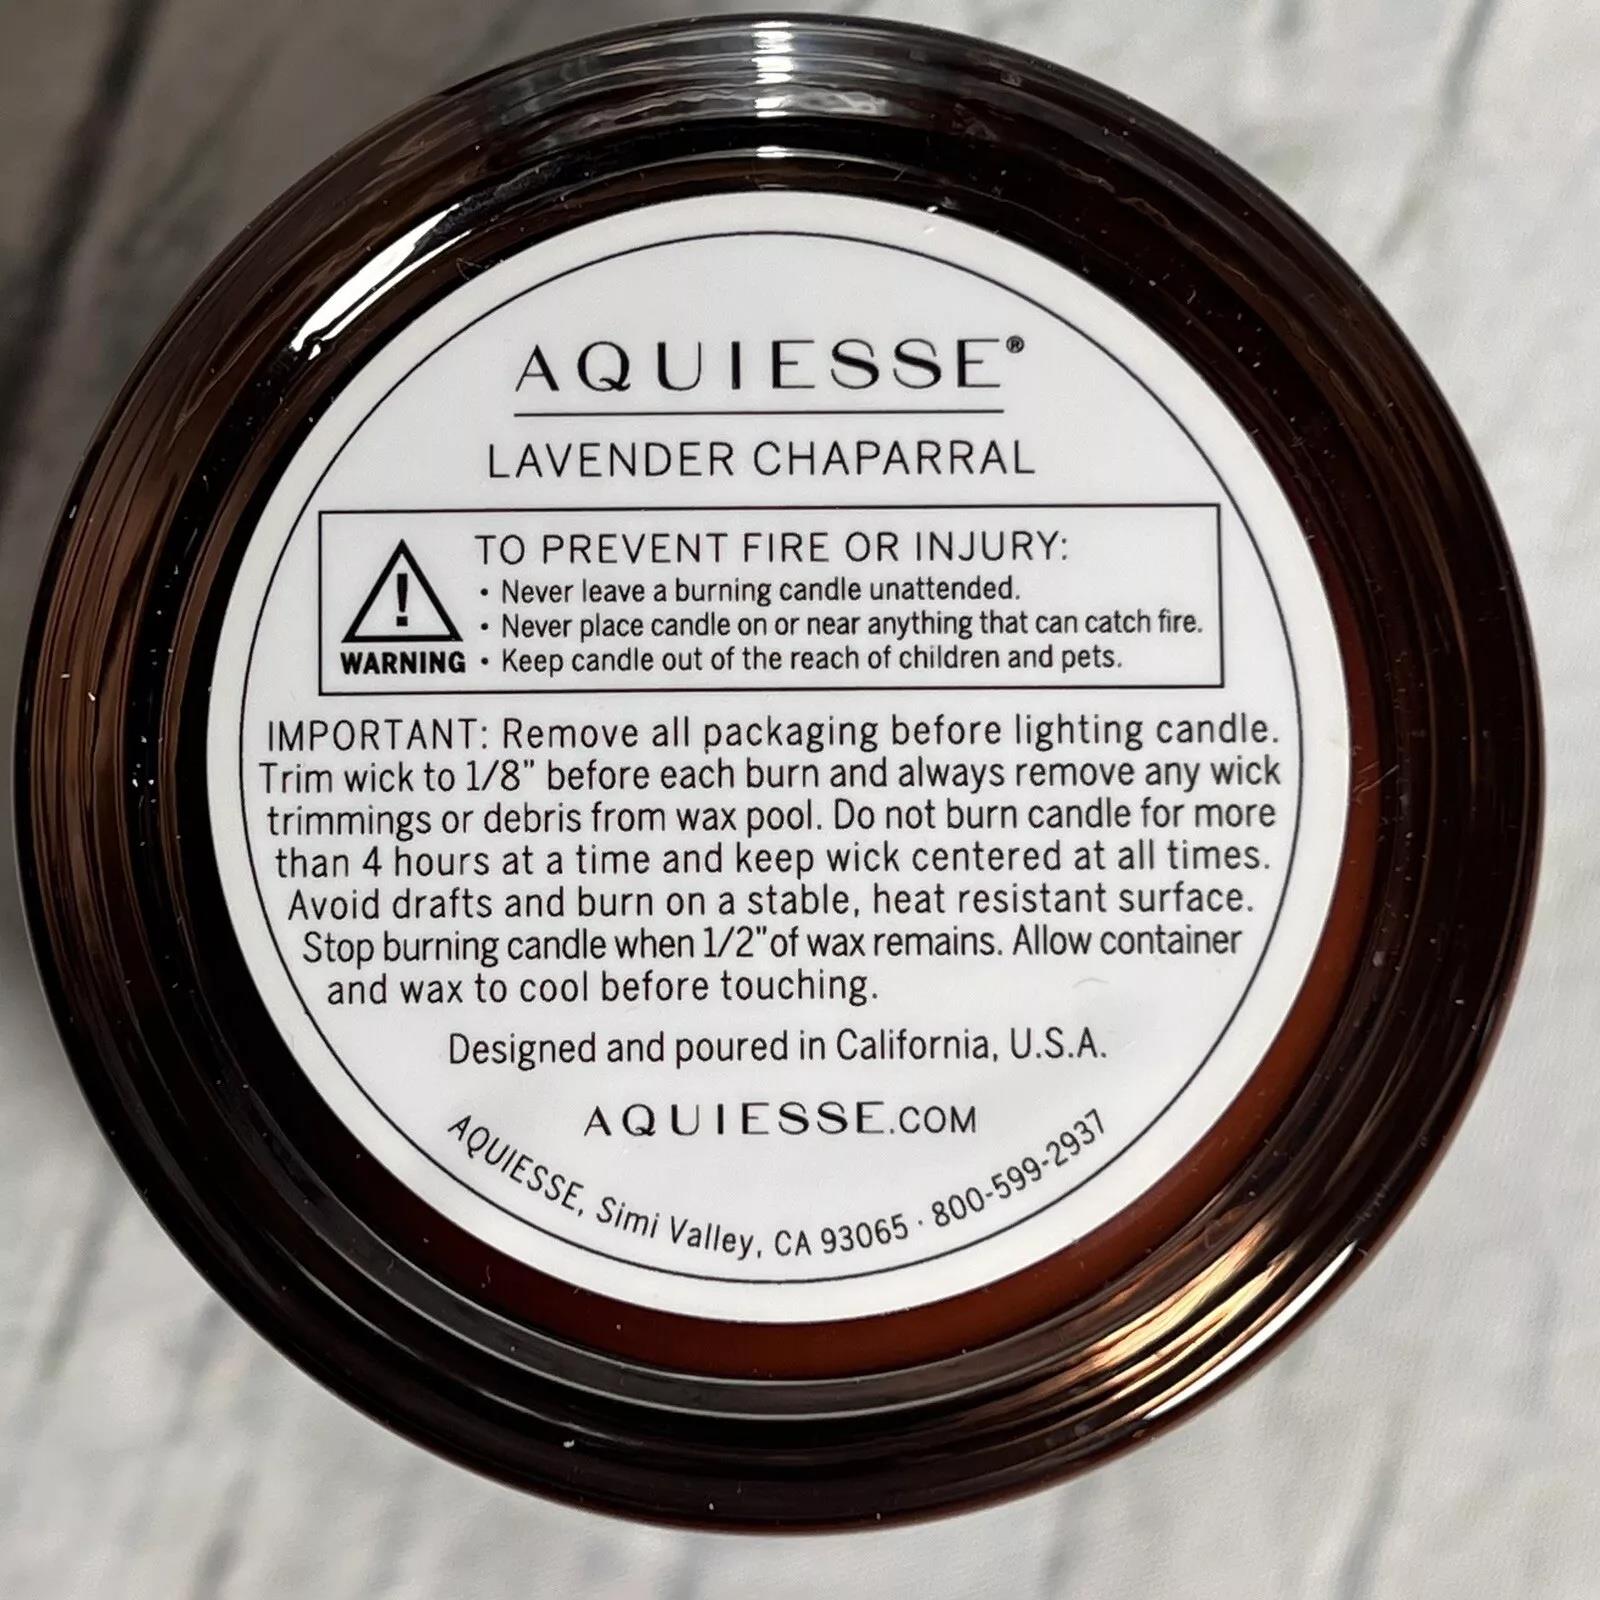 AQUIESSE®
LAVENDER CHAPARRAL
TO PREVENT FIRE OR INJURY:
• Never leave a burning candle unattended.
• Never place candle on or near anything that can catch fire.
WARNING • Keep candle out of the reach of children and pets.
IMPORTANT: Remove all packaging before lighting candle.
Trim wick to 1/8" before each burn and always remove any wick
trimmings or debris from wax pool. Do not burn candle for more
than 4 hours at a time and keep wick centered at all times.
Avoid drafts and burn on a stable, heat resistant surface.
Stop burning candle when 1/2"of wax remains. Allow container
and wax to cool before touching.
Designed and poured in California, U.S.A.
AQUIESSE.COM
AQUIESSE, Simi Valley, CA 93065 · 800-599-2937